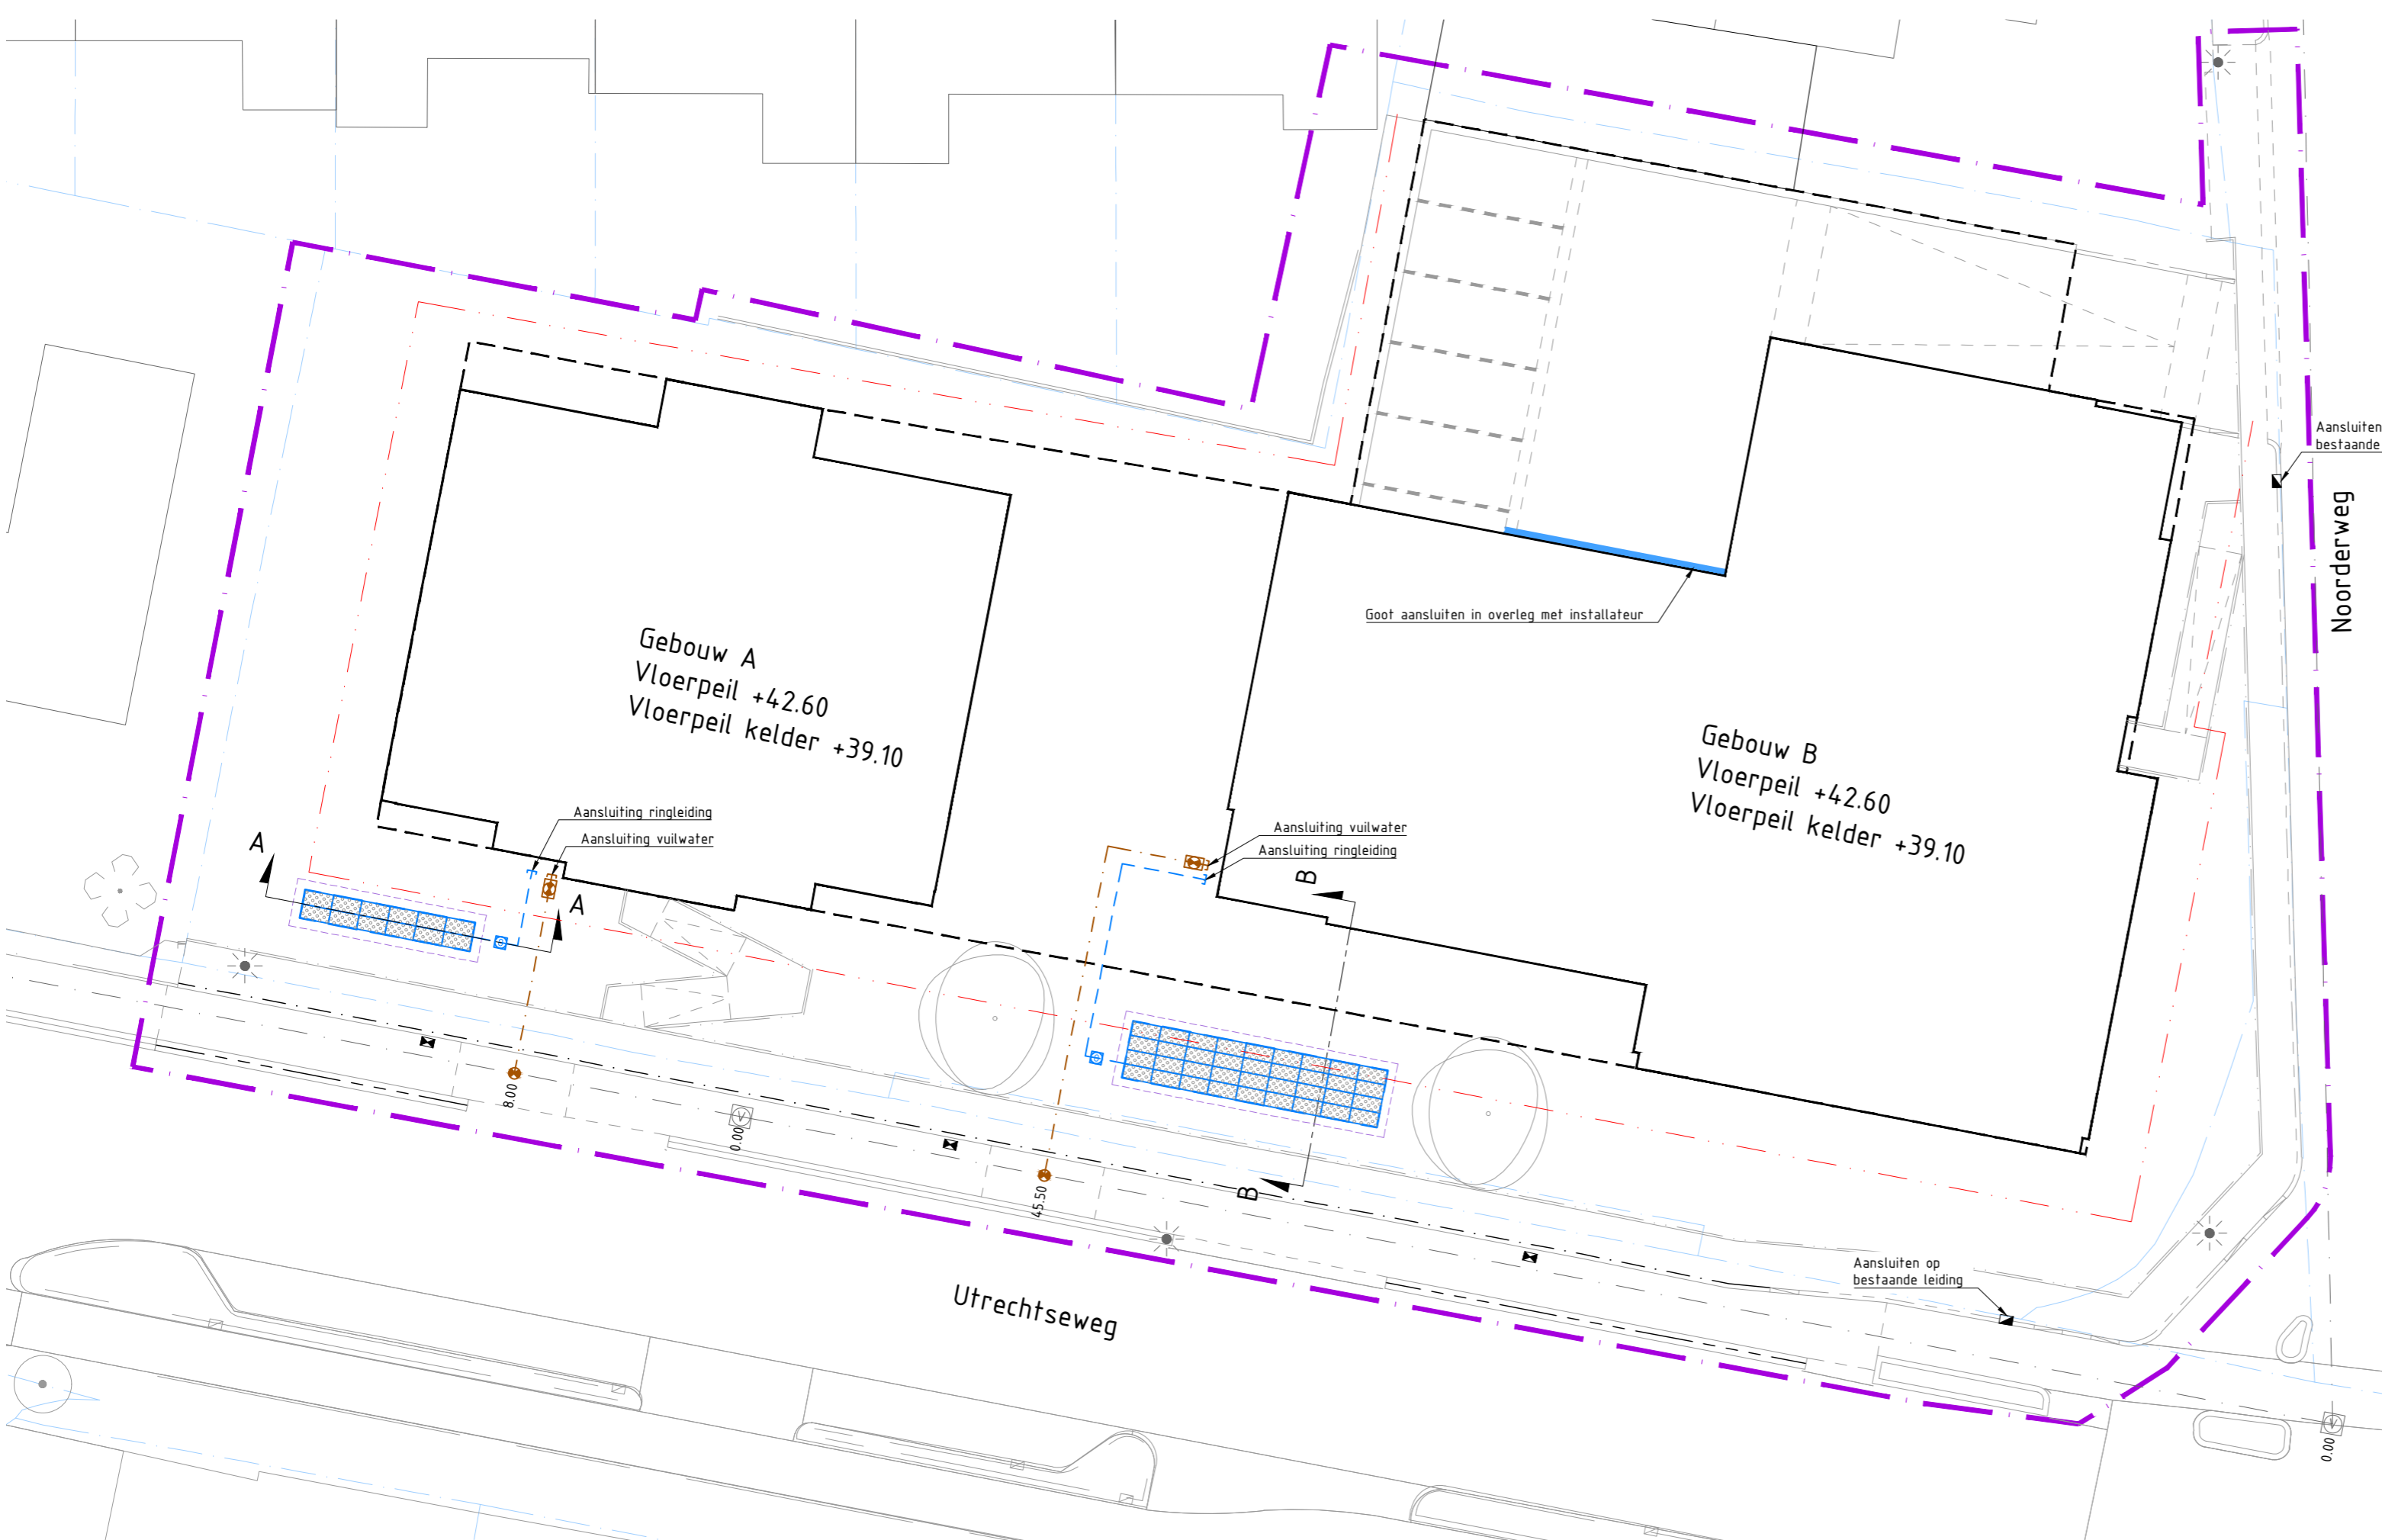 Aansluiten
bestaande
Noorderweg
Goot aansluiten in overleg met installateur
Gebouw A
Vloerpeil +42.60
Vloerpeil kelder +39.10
Gebouw B
Vloerpeil +42.60
Vloerpeil kelder +39.10
Aansluiting ringleiding
Aansluiting vuilwater
Aansluiting vuilwater
Aansluiting ringleiding
A
A
B
B
8.00
V
0.00
45.50
Aansluiten op
bestaande leiding
Utrechtseweg
V
0.00